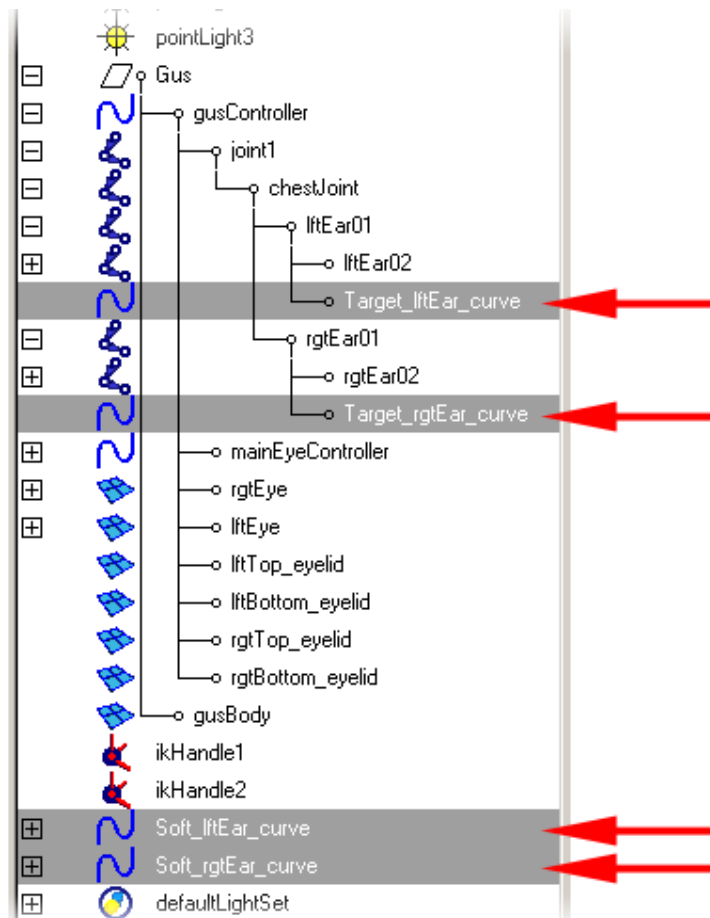 pointLight3
Gus
gusController
joint1
chestJoint
lftEar01
lftEar02
Target_lftEar_curve
rgtEar01
rgtEar02
Target_rgtEar_curve
mainEyeController
rgtEye
lftEye
lftTop_eyelid
lftBottom_eyelid
rgtTop_eyelid
rgtBottom_eyelid
gusBody
ikHandle1
ikHandle2
Soft_lftEar_curve
Soft_rgtEar_curve
defaultLightSet